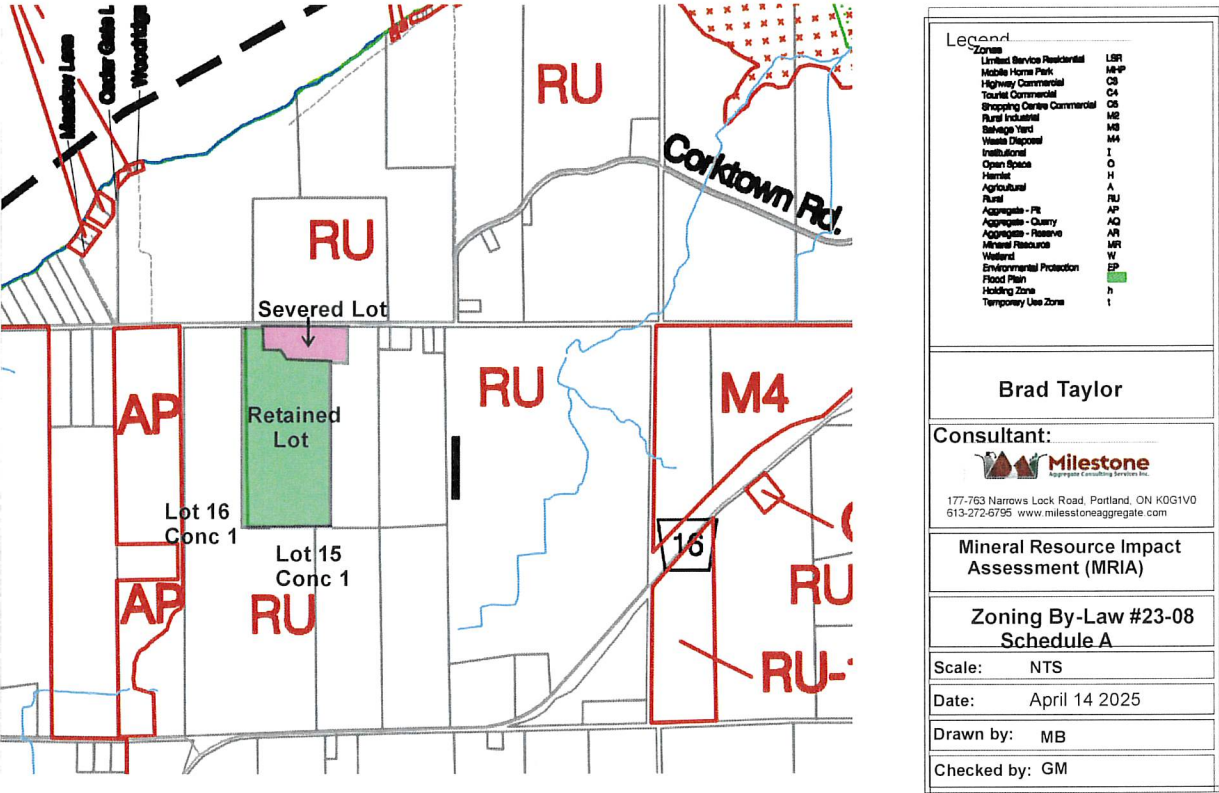 Meadow Lane
Cedar Gate L
RU
Corktown Rd.
RU
Severed Lot
AP
Retained
Lot
RU
M4
Lot 16
Conc 1
Lot 15
Conc 1
16
AP
RU
RU
RU-
Legend
Zones
Limited Service Residential LSR
Mobile Home Park MHP
Highway Commercial C3
Tourist Commercial C4
Shopping Centre Commercial C5
Rural Industrial M2
Salvage Yard M3
Waste Disposal M4
Institutional I
Open Space O
Hamlet H
Agricultural A
Rural RU
Aggregate - Pit AP
Aggregate - Quarry AQ
Aggregate - Reserve AR
Mineral Resource MR
Wetland W
Environmental Protection EP
Flood Plain
Holding Zone h
Temporary Use Zone t
Brad Taylor
Consultant:
Milestone
Aggregate Consulting Services Inc.
177-763 Narrows Lock Road, Portland, ON K0G1V0
613-272-6795 www.milesstoneaggregate.com
Mineral Resource Impact
Assessment (MRIA)
Zoning By-Law #23-08
Schedule A
Scale: NTS
Date: April 14 2025
Drawn by: MB
Checked by: GM